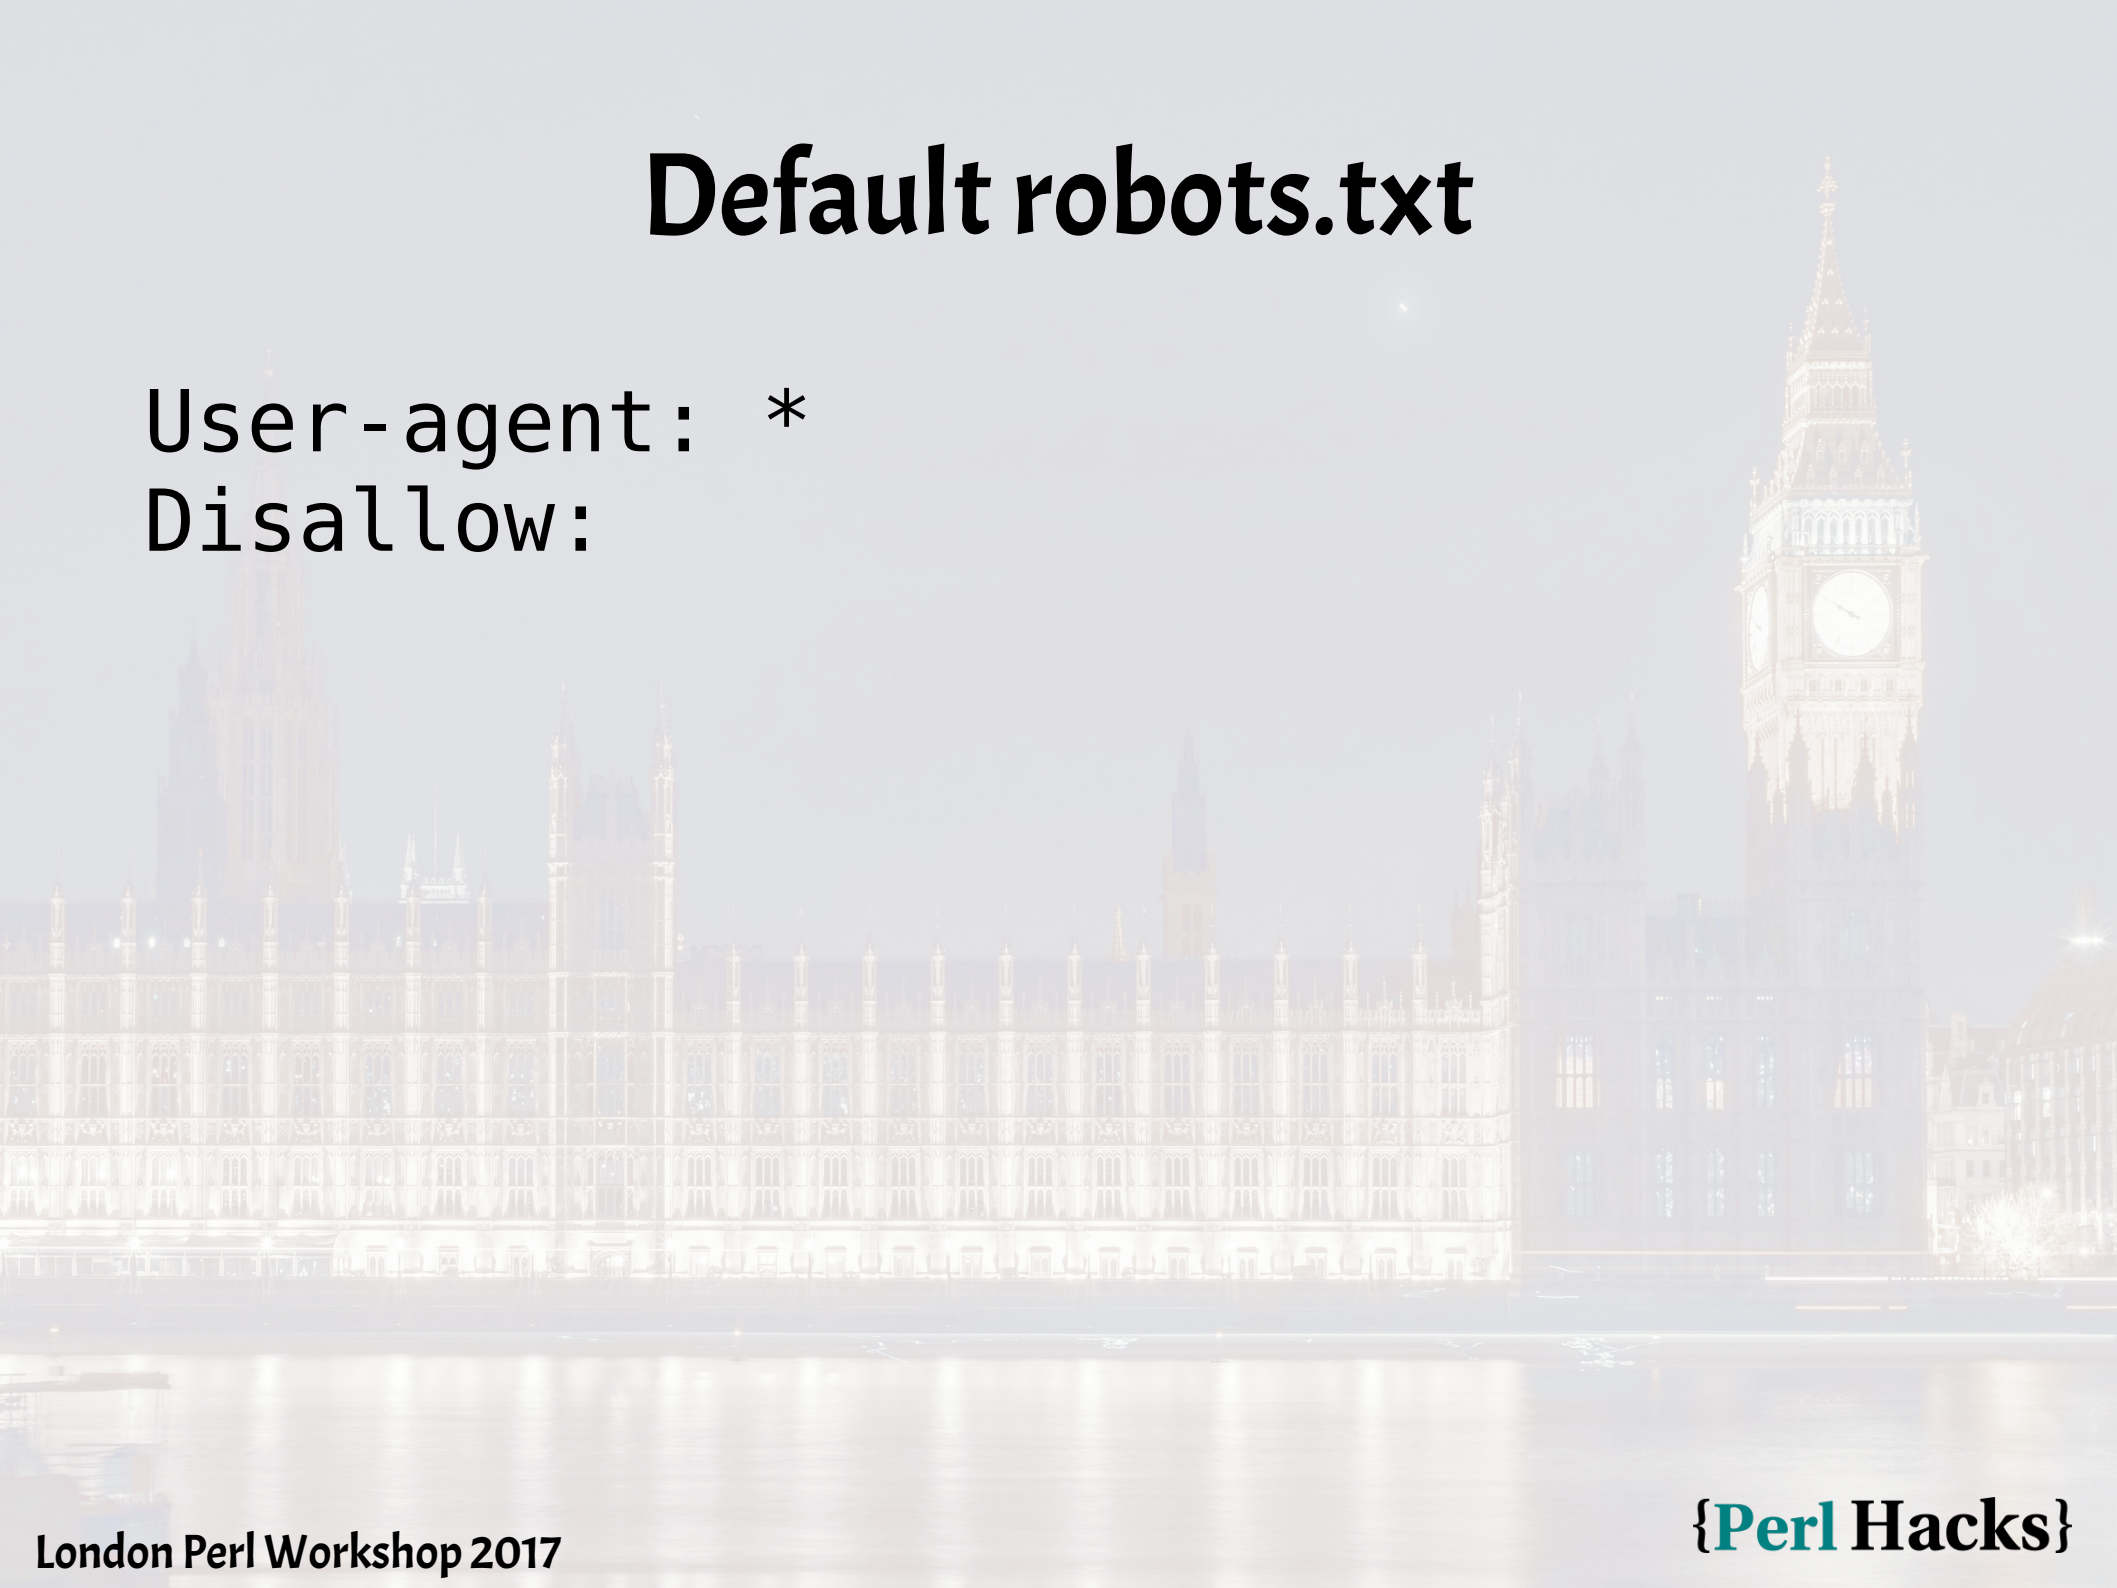 Default robots.txt
User-agent: *
Disallow:
London Perl Workshop 2017
{Perl Hacks}